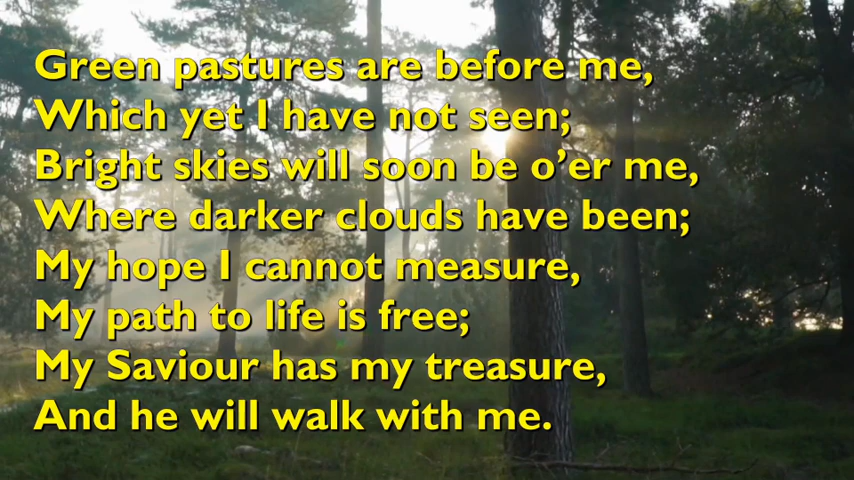 Green pastures are before me,
Which yet I have not seen;
Bright skies will soon be o’er me,
Where darker clouds have been;
My hope I cannot measure,
My path to life is free;
My Saviour has my treasure,
And he will walk with me.